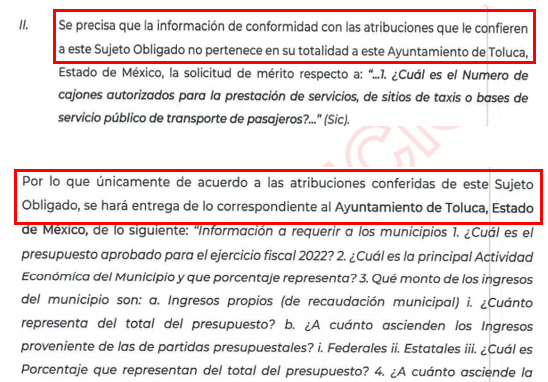 II. Se precisa que la información de conformidad con las atribuciones que le confieren
a este Sujeto Obligado no pertenece en su totalidad a este Ayuntamiento de Toluca,
Estado de México, la solicitud de mérito respecto a: “...1. ¿Cuál es el Numero de
cajones autorizados para la prestación de servicios, de sitios de taxis o bases de
servicio público de transporte de pasajeros?...” (Sic).
Por lo que únicamente de acuerdo a las atribuciones conferidas de este Sujeto
Obligado, se hará entrega de lo correspondiente al Ayuntamiento de Toluca, Estado
de México, de lo siguiente: “Información a requerir a los municipios 1. ¿Cuál es el
presupuesto aprobado para el ejercicio fiscal 2022? 2. ¿Cuál es la principal Actividad
Económica del Municipio y que porcentaje representa? 3. Qué monto de los ingresos
del municipio son: a. Ingresos propios (de recaudación municipal) i. ¿Cuánto
representa del total del presupuesto? b. ¿A cuánto ascienden los Ingresos
proveniente de las de partidas presupuestales? i. Federales ii. Estatales iii. ¿Cuál es
Porcentaje que representan del total del presupuesto? 4. ¿A cuánto asciende la